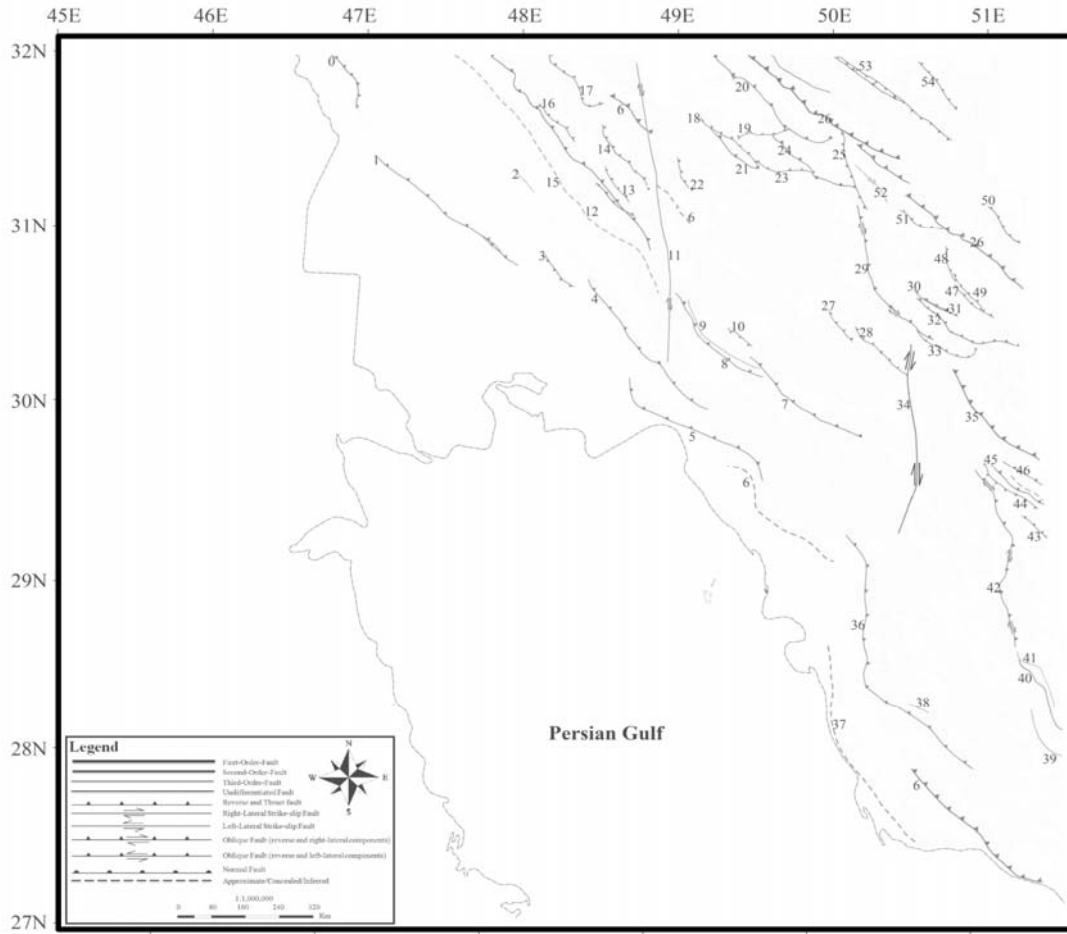 45E 46E 47E 48E 49E 50E 51E
32N
0
17
6
20
53
54
16
18
19
26
14
24
25
1
2
15
13
21
23
22
52
12
6
50
51
31N
11
26
3
29
48
4
30
47
49
27
31
9
10
32
28
33
8
30N
7
34
35
5
45
46
6
44
43
29N
42
36
41
40
38
37
39
28N
Persian Gulf
6
27N
Legend
First-Order-Fault
Second-Order-Fault
Third-Order-Fault
Undifferentiated Fault
Reverse and Thrust fault
Right-Lateral Strike-slip Fault
Left-Lateral Strike-slip Fault
Oblique Fault (reverse and right-lateral components)
Oblique Fault (reverse and left-lateral components)
Normal Fault
Approximate/Concealed/Inferred
N
W E
S
1:1,000,000
0 80 160 240 320
Km